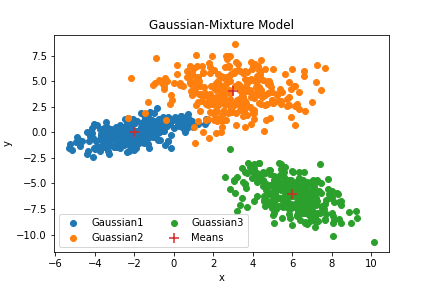 Gaussian-Mixture Model
y
7.5
5.0
2.5
0.0
−2.5
−5.0
−7.5
−10.0
Gaussian1
Guassian2
Guassian3
Means
−6 −4 −2 0 2 4 6 8 10
x